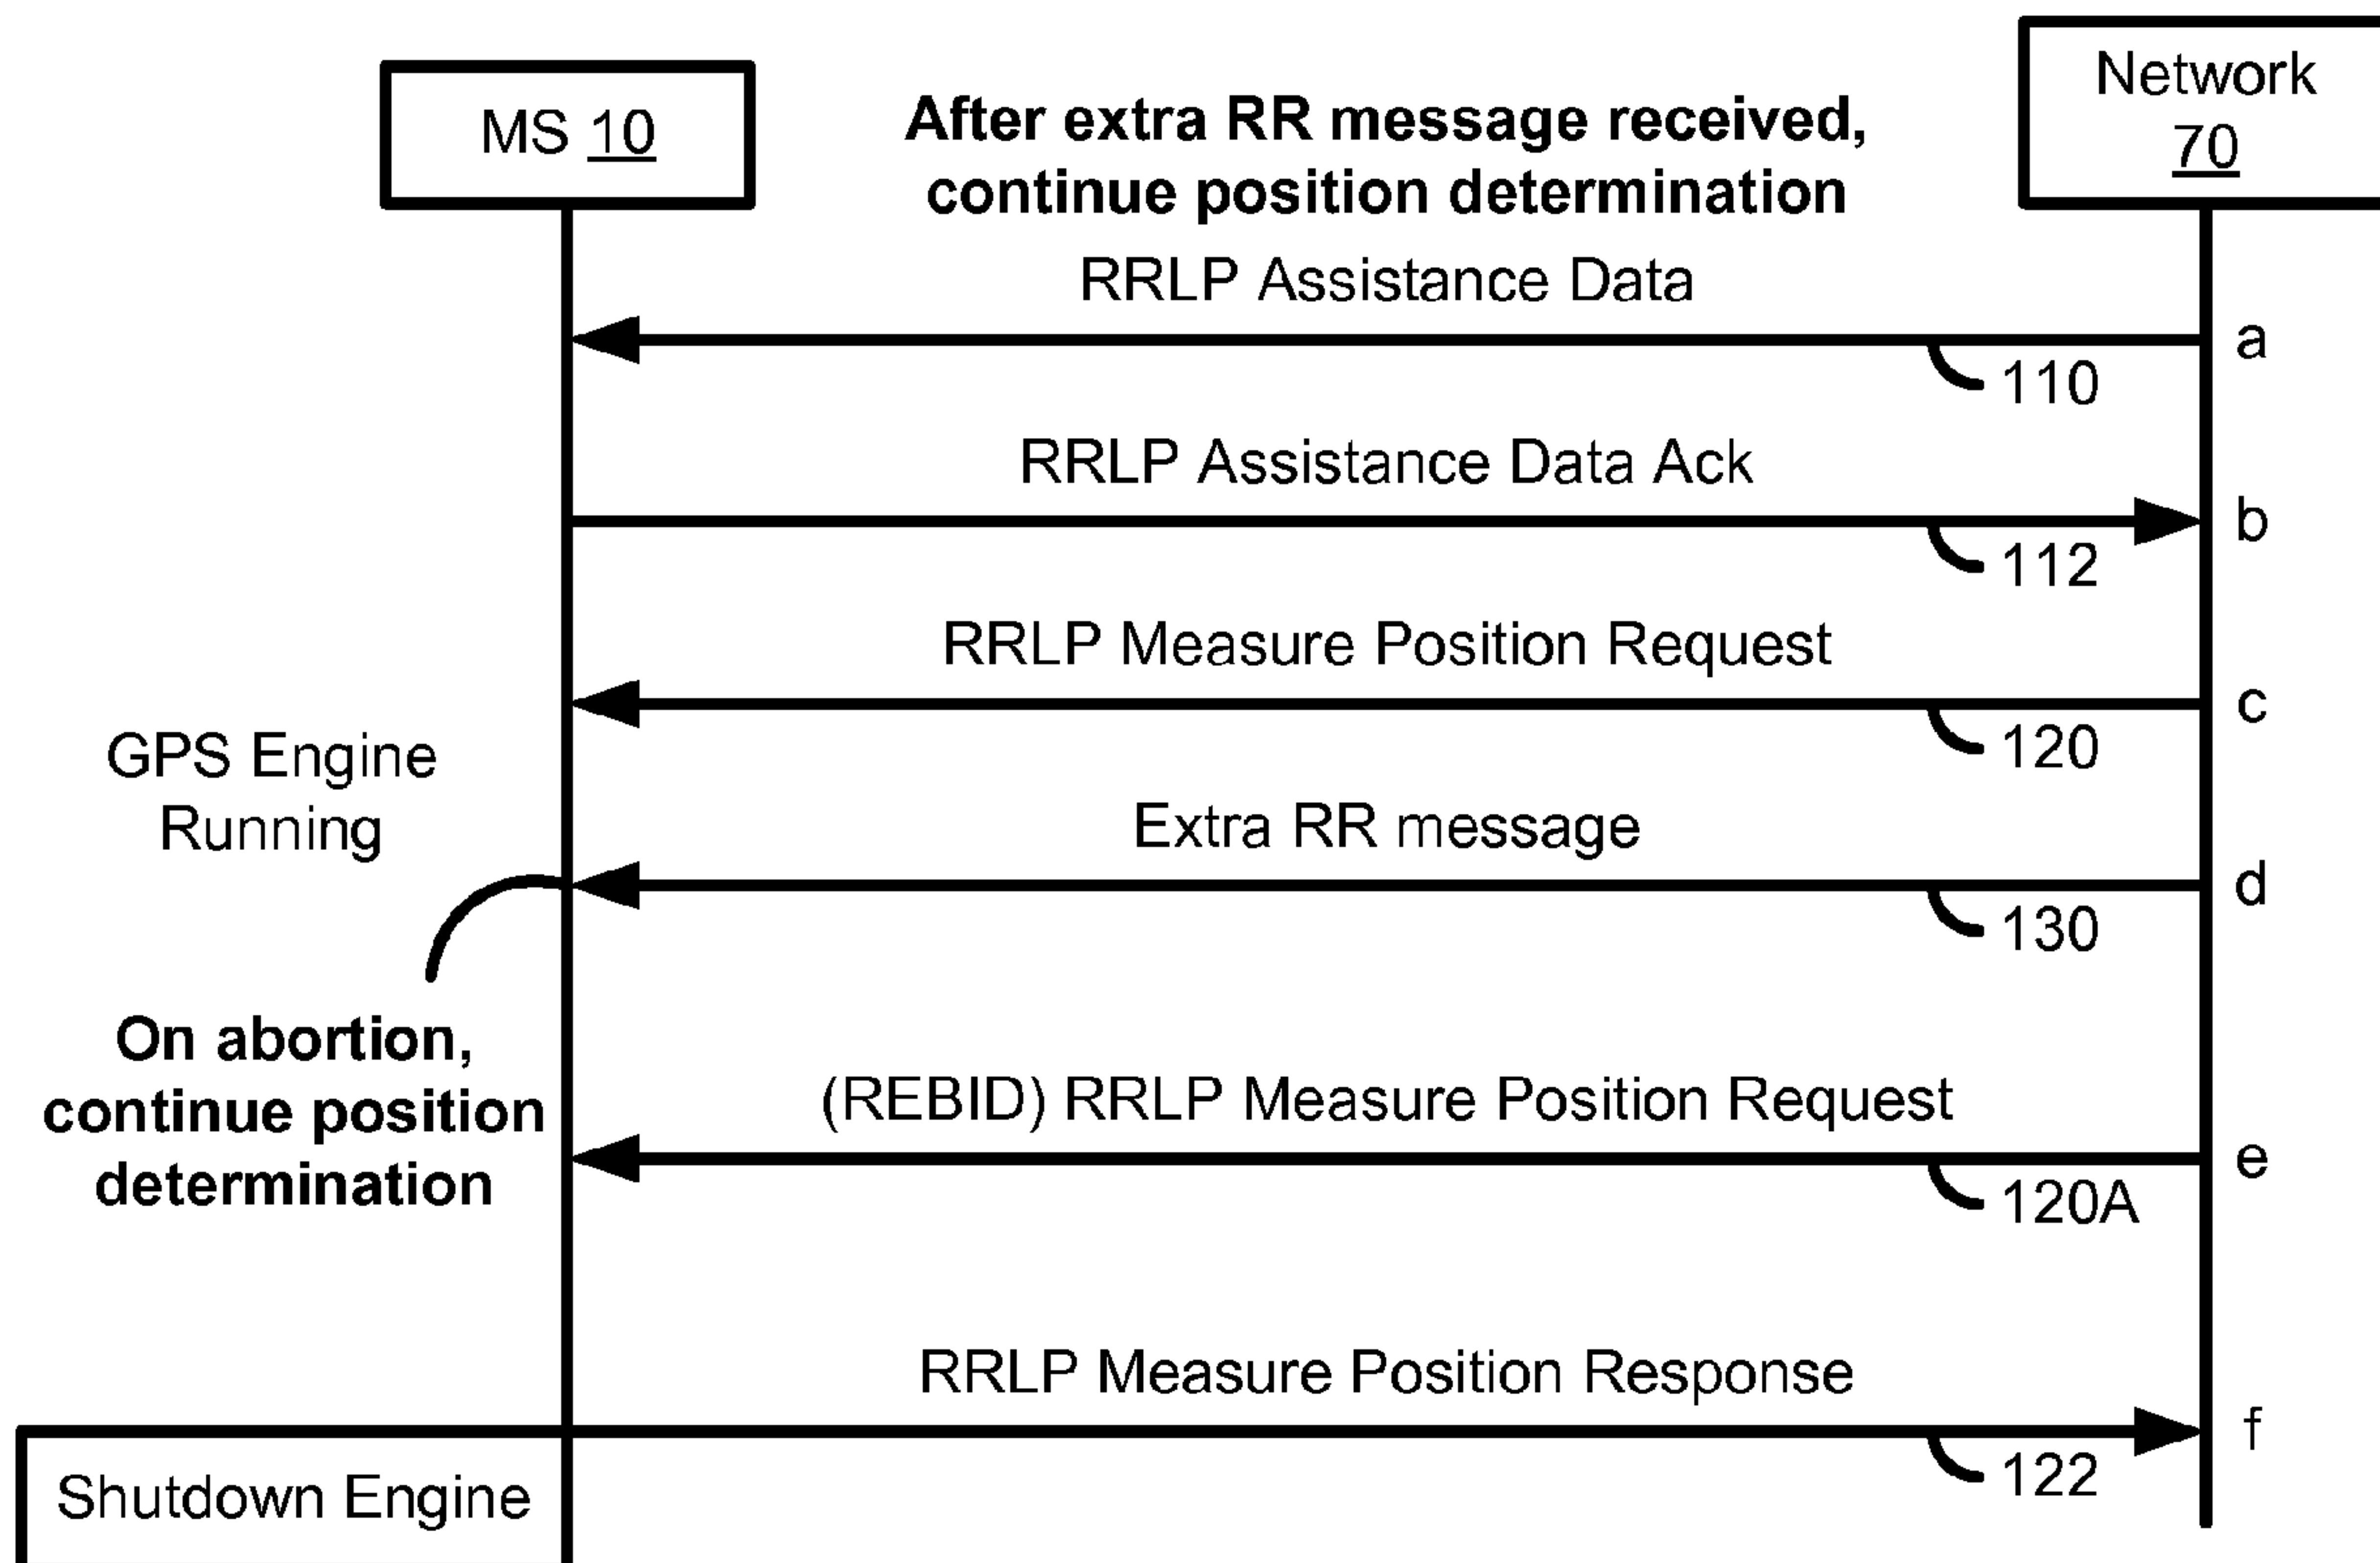 MS 10
Network
70
After extra RR message received,
continue position determination
RRLP Assistance Data
a
110
RRLP Assistance Data Ack
b
112
RRLP Measure Position Request
c
120
GPS Engine
Running
Extra RR message
d
130
On abortion,
continue position
determination
(REBID) RRLP Measure Position Request
e
120A
RRLP Measure Position Response
f
122
Shutdown Engine